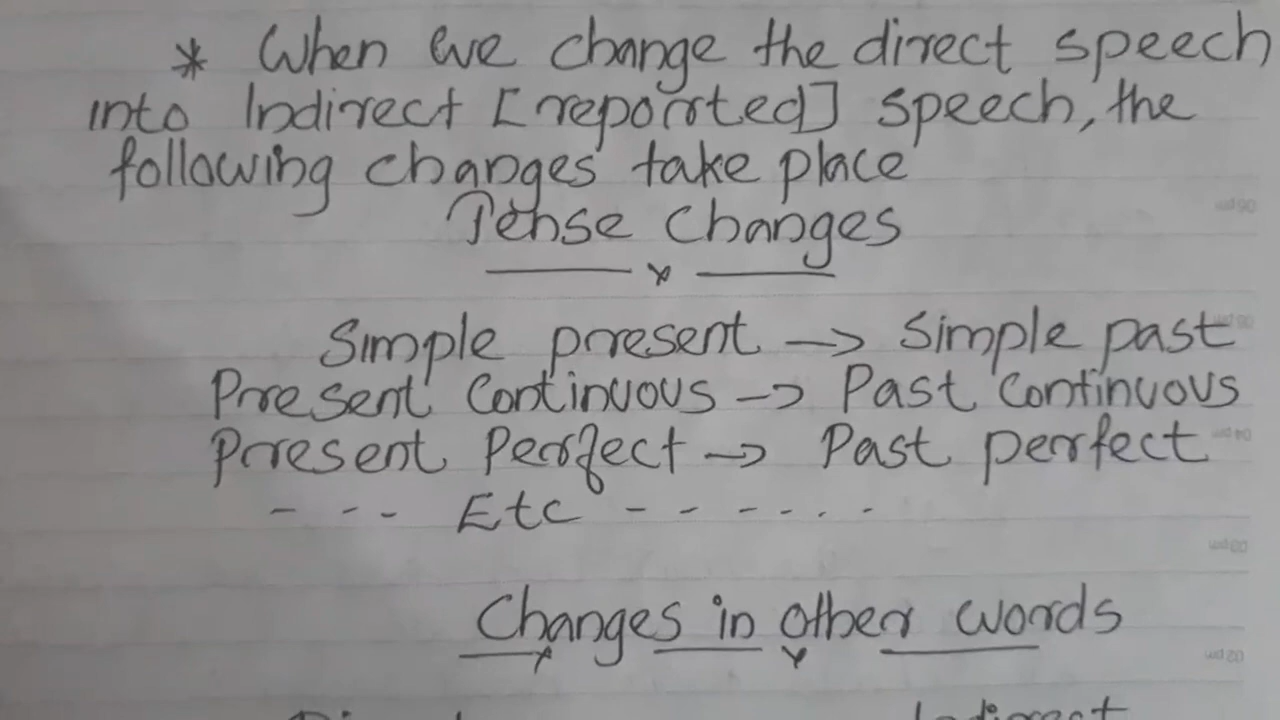 * When we change the direct speech
into Indirect [reported] speech, the
following changes take place
Tense Changes
Simple present -> Simple past
Present Continuous -> Past Continuous
Present Perfect -> Past perfect
- - - Etc - - - - . . -
Changes in other words
Indirect